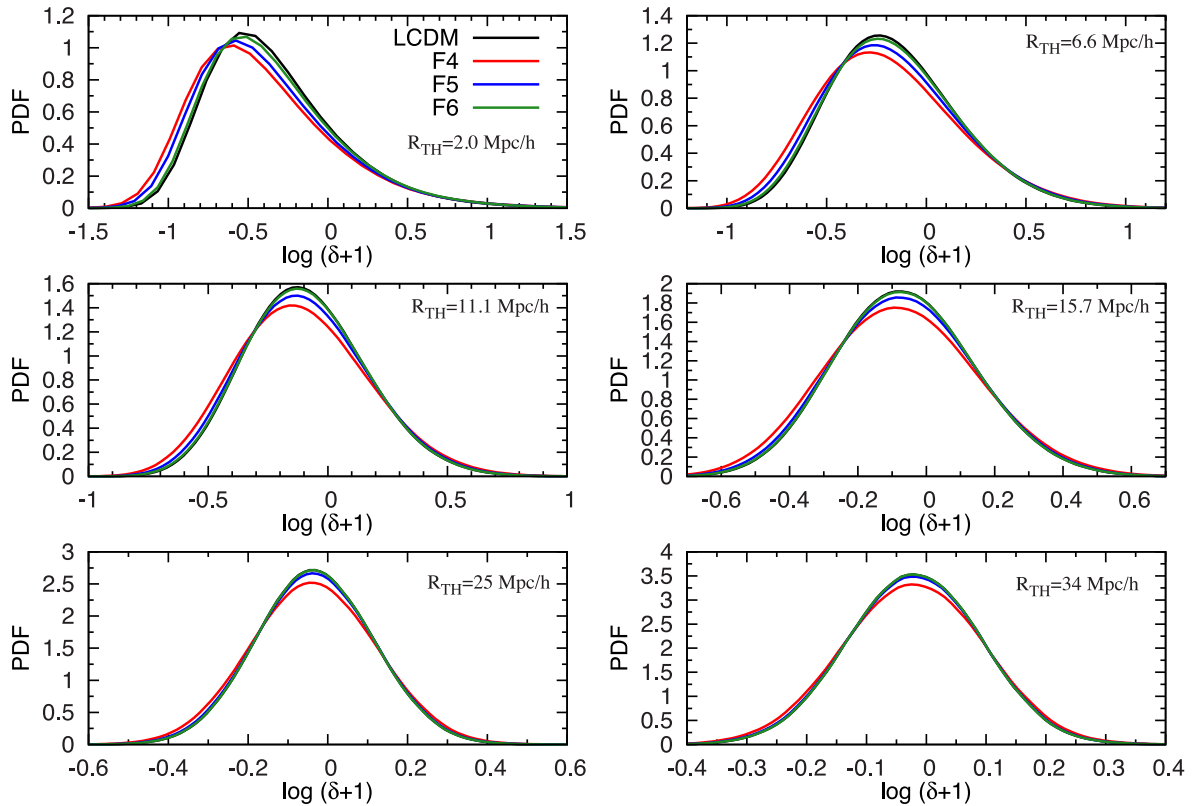 LCDM
F4
F5
F6
R_TH=2.0 Mpc/h
PDF
1.2
1
0.8
0.6
0.4
0.2
0
-1.5 -1 -0.5 0 0.5 1 1.5
log (δ+1)
R_TH=6.6 Mpc/h
PDF
1.4
1.2
1
0.8
0.6
0.4
0.2
0
-1 -0.5 0 0.5 1
log (δ+1)
R_TH=11.1 Mpc/h
PDF
1.6
1.4
1.2
1
0.8
0.6
0.4
0.2
0
-1 -0.5 0 0.5 1
log (δ+1)
R_TH=15.7 Mpc/h
PDF
2
1.8
1.6
1.4
1.2
1
0.8
0.6
0.4
0.2
0
-0.6 -0.4 -0.2 0 0.2 0.4 0.6
log (δ+1)
R_TH=25 Mpc/h
PDF
3
2.5
2
1.5
1
0.5
0
-0.6 -0.4 -0.2 0 0.2 0.4 0.6
log (δ+1)
R_TH=34 Mpc/h
PDF
4
3.5
3
2.5
2
1.5
1
0.5
0
-0.4 -0.3 -0.2 -0.1 0 0.1 0.2 0.3 0.4
log (δ+1)